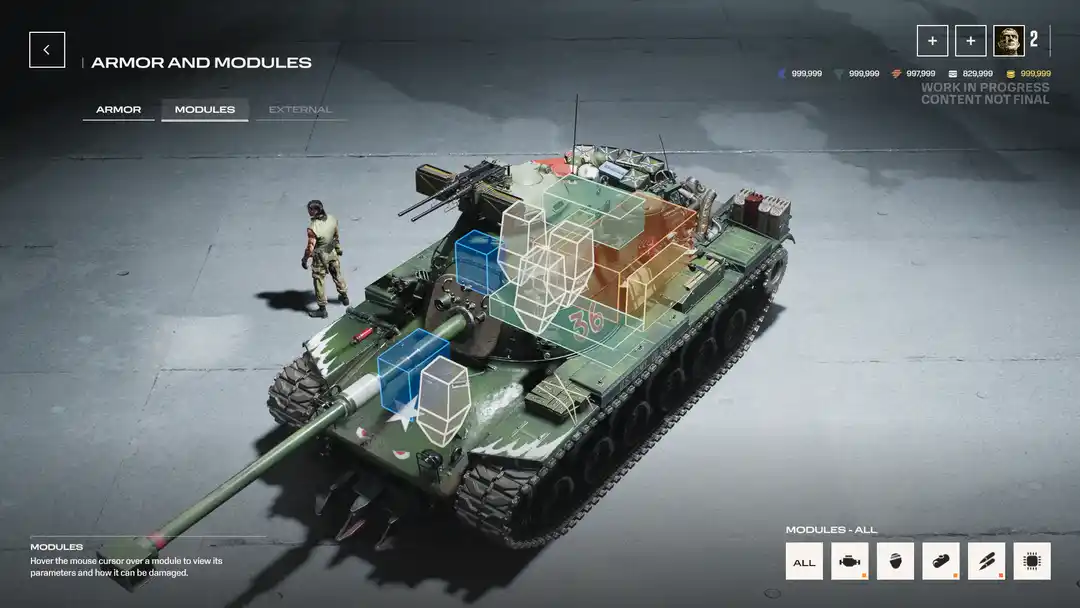 ARMOR AND MODULES
2
999,999 999,999 997,999 829,999 999,999
WORK IN PROGRESS
CONTENT NOT FINAL
ARMOR MODULES EXTERNAL
36
MODULES
Hover the mouse cursor over a module to view its
parameters and how it can be damaged.
MODULES - ALL
ALL